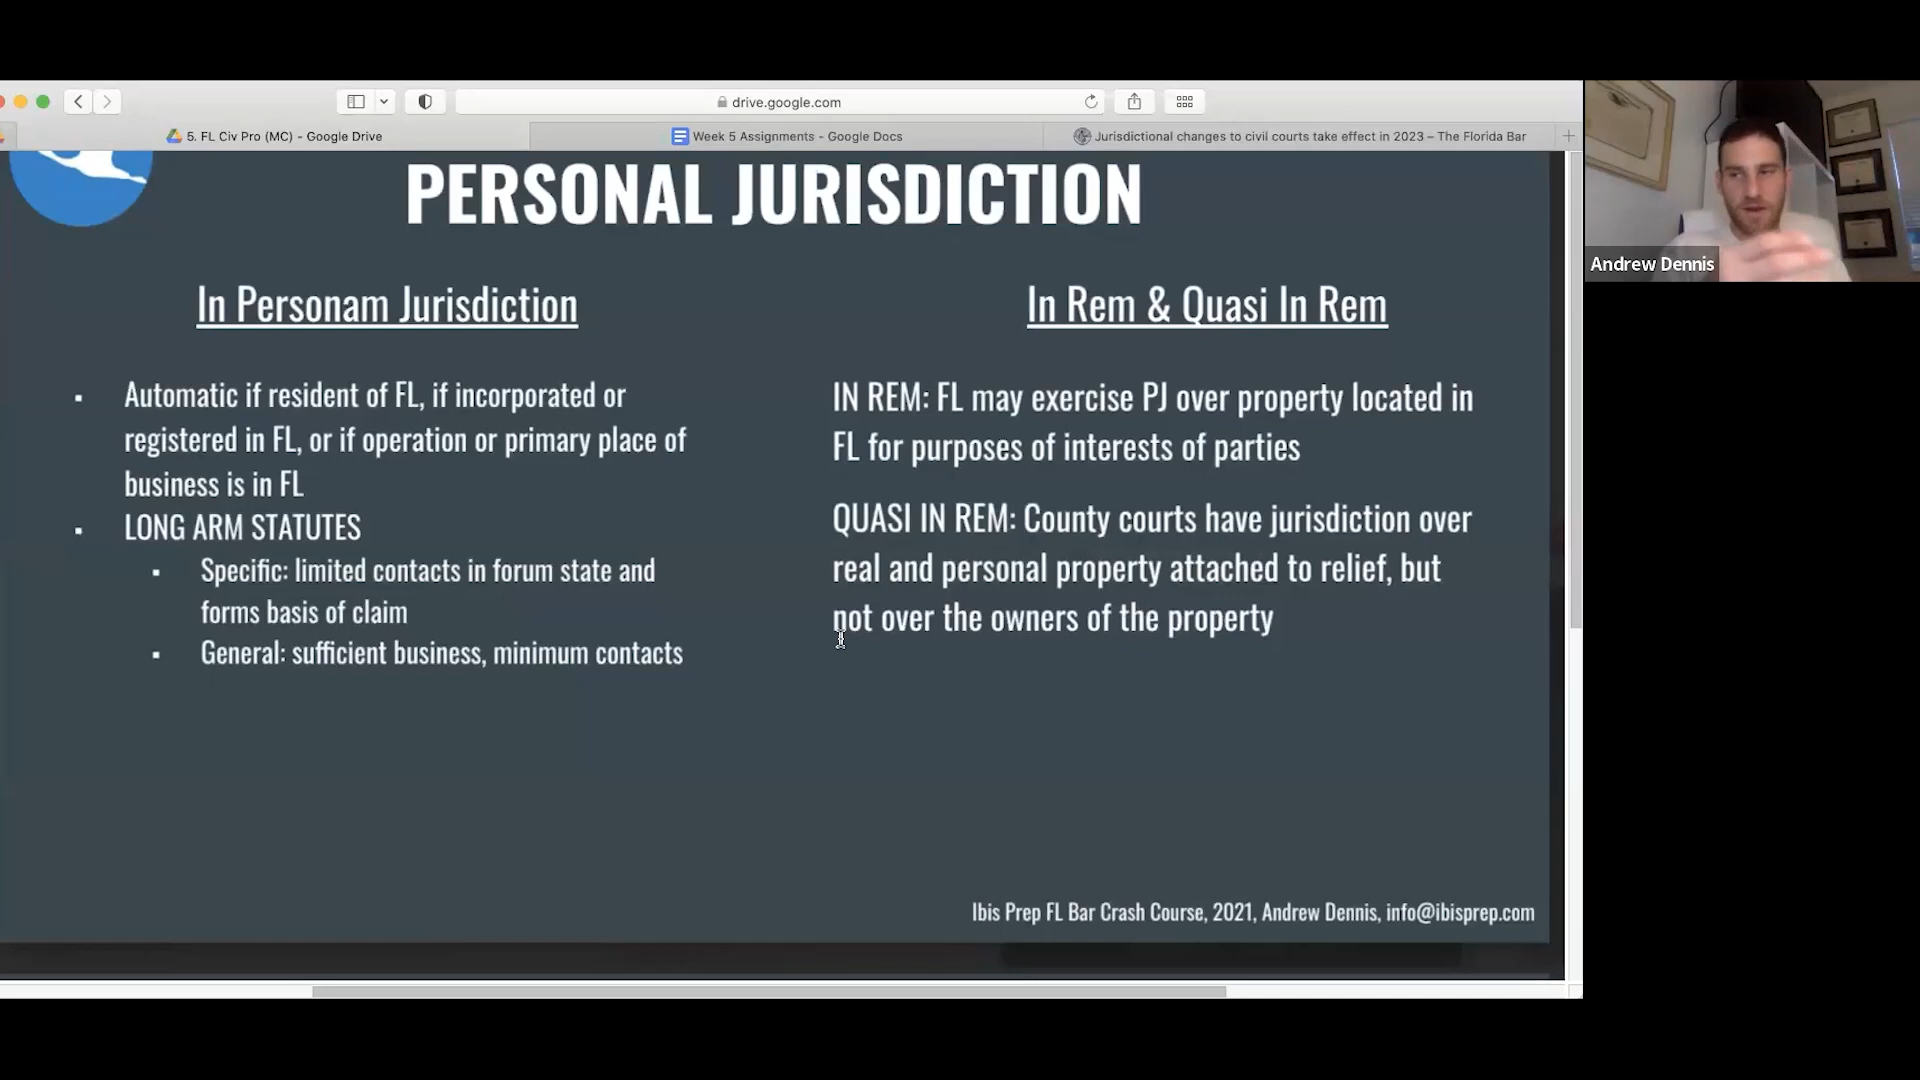 drive.google.com
5. FL Civ Pro (MC) - Google Drive
Week 5 Assignments - Google Docs
Jurisdictional changes to civil courts take effect in 2023 – The Florida Bar
PERSONAL JURISDICTION
In Personam Jurisdiction
Automatic if resident of FL, if incorporated or
registered in FL, or if operation or primary place of
business is in FL
LONG ARM STATUTES
Specific: limited contacts in forum state and
forms basis of claim
General: sufficient business, minimum contacts
In Rem & Quasi In Rem
IN REM: FL may exercise PJ over property located in
FL for purposes of interests of parties
QUASI IN REM: County courts have jurisdiction over
real and personal property attached to relief, but
not over the owners of the property
Ibis Prep FL Bar Crash Course, 2021, Andrew Dennis, info@ibisprep.com
Andrew Dennis